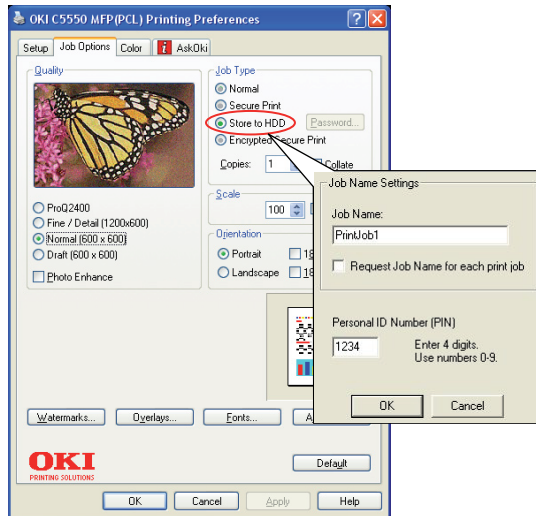 OKI C5550 MFP(PCL) Printing Preferences
Setup Job Options Color i AskOki
Quality
ProQ2400
Fine / Detail (1200x600)
Normal (600 x 600)
Draft (600 x 600)
Photo Enhance
Job Type
Normal
Secure Print
Store to HDD Password...
Encrypted Secure Print
Copies: 1 Collate
Scale
100
Orientation
Portrait
Landscape
Job Name Settings
Job Name:
PrintJob1
Request Job Name for each print job
Personal ID Number (PIN)
1234 Enter 4 digits.
Use numbers 0-9.
OK Cancel
Watermarks... Overlays... Fonts...
OKI
PRINTING SOLUTIONS
Default
OK Cancel Apply Help